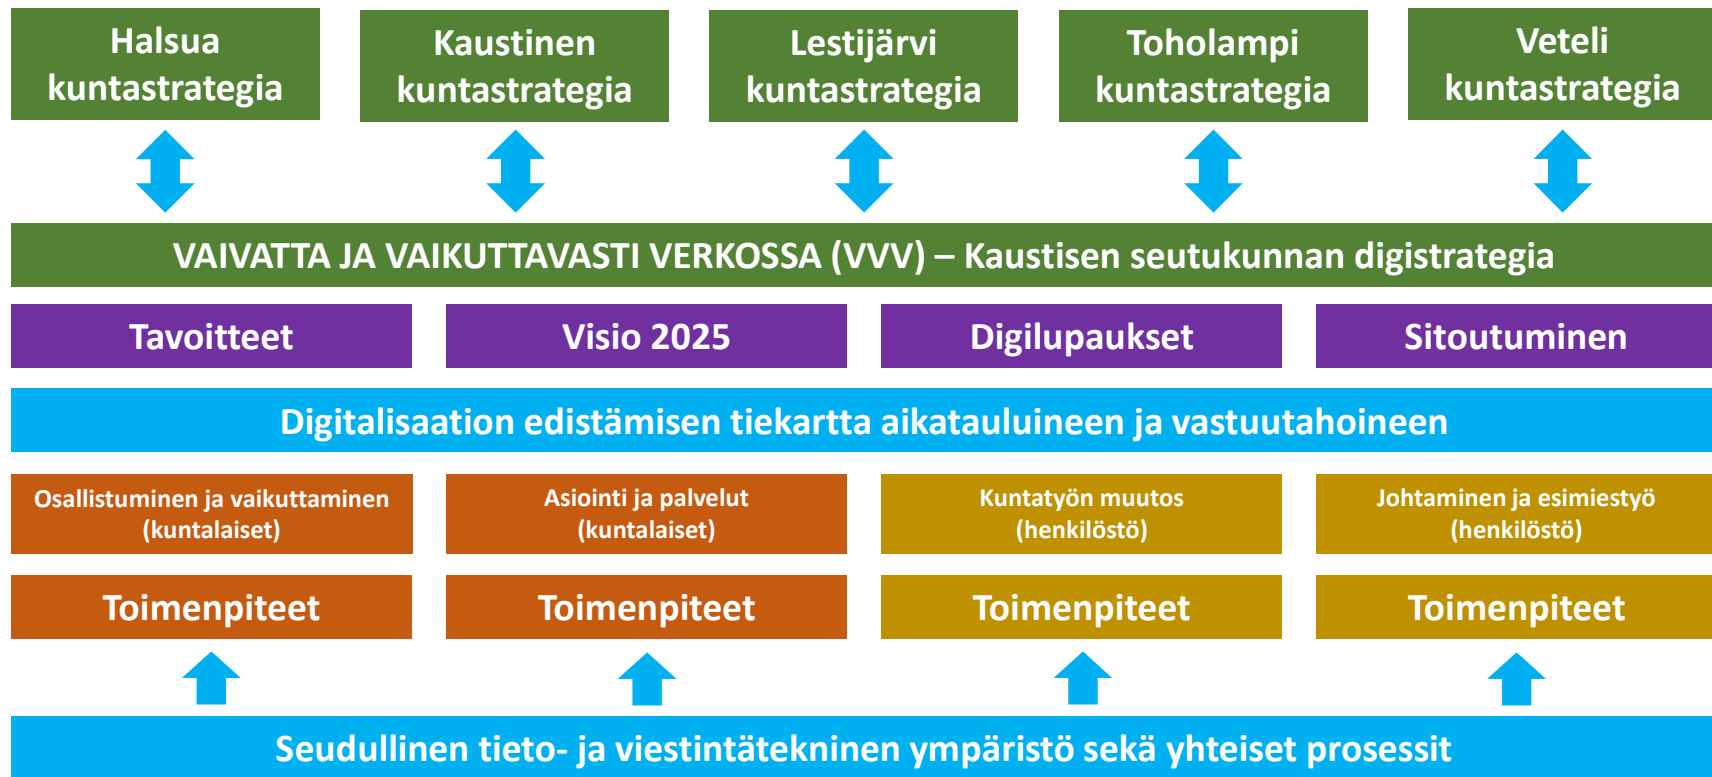 Halsua
kuntastrategia
Kaustinen
kuntastrategia
Lestijärvi
kuntastrategia
Toholampi
kuntastrategia
Veteli
kuntastrategia
VAIVATTA JA VAIKUTTAVASTI VERKOSSA (VVV) – Kaustisen seutukunnan digistrategia
Tavoitteet
Visio 2025
Digilupaukset
Sitoutuminen
Digitalisaation edistämisen tiekartta aikatauluineen ja vastuutahoineen
Osallistuminen ja vaikuttaminen
(kuntalaiset)
Asiointi ja palvelut
(kuntalaiset)
Kuntatyön muutos
(henkilöstö)
Johtaminen ja esimiestyö
(henkilöstö)
Toimenpiteet
Toimenpiteet
Toimenpiteet
Toimenpiteet
Seudullinen tieto- ja viestintätekninen ympäristö sekä yhteiset prosessit